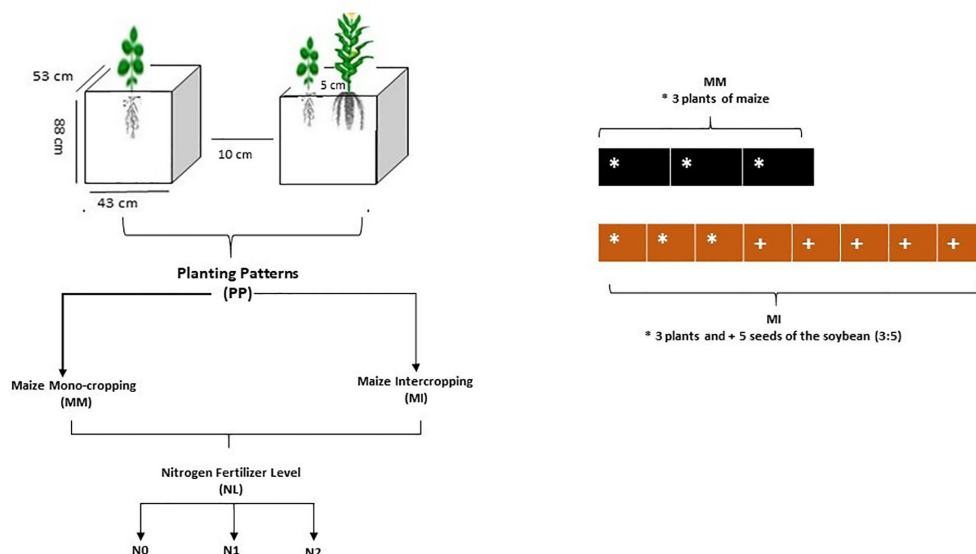 53 cm
88 cm
43 cm
10 cm
5 cm
Planting Patterns
(PP)
Maize Mono-cropping
(MM)
Maize Intercropping
(MI)
Nitrogen Fertilizer Level
(NL)
N0 N1 N2
MM
* 3 plants of maize
* * *
* * * + + + + +
MI
* 3 plants and + 5 seeds of the soybean (3:5)